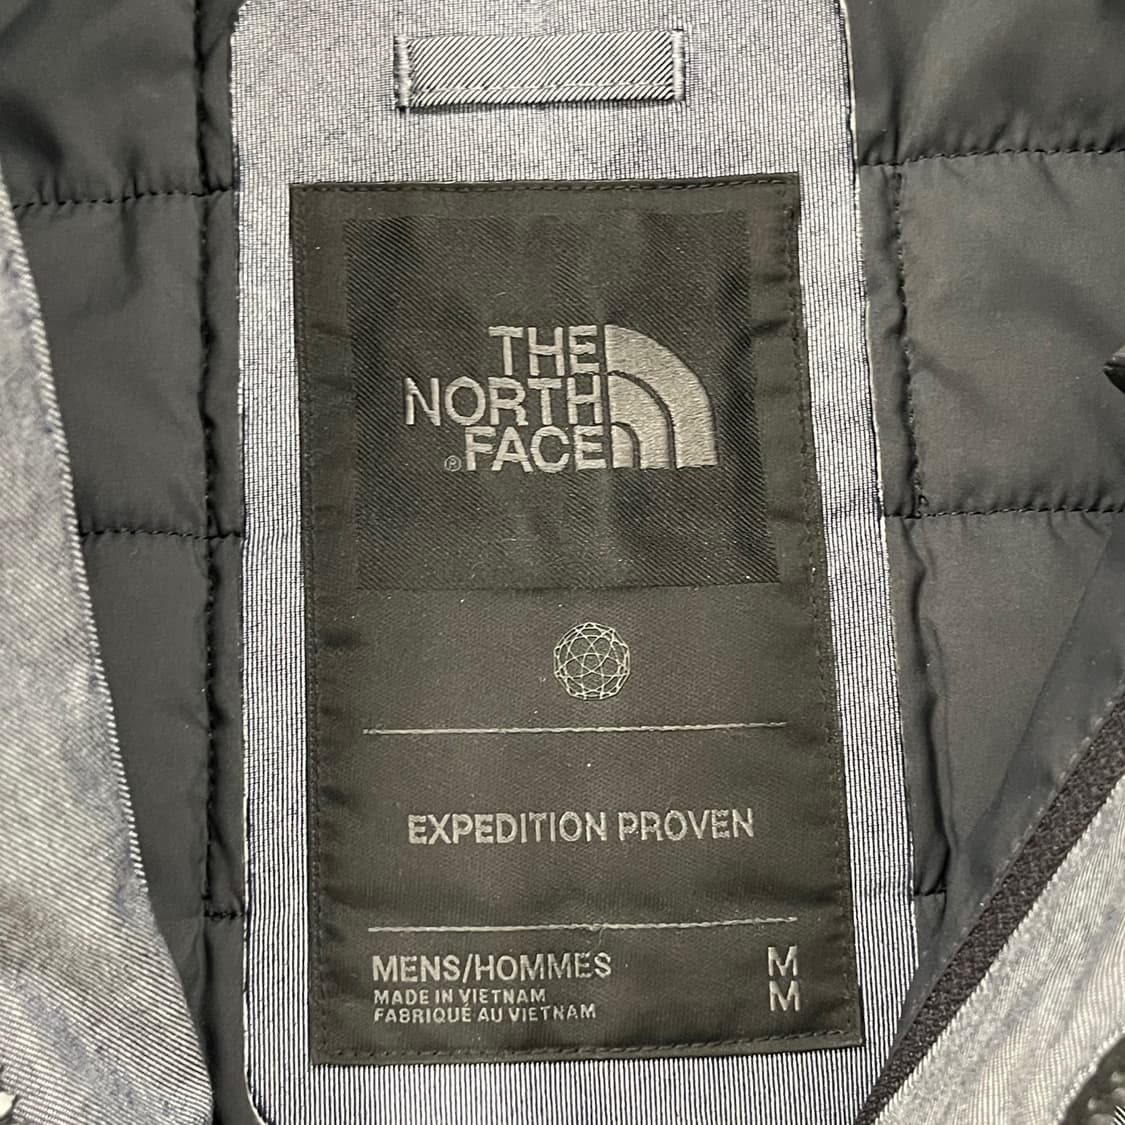 THE
NORTH
®FACE
EXPEDITION PROVEN
MENS/HOMMES M
MADE IN VIETNAM
FABRIQUÉ AU VIETNAM M